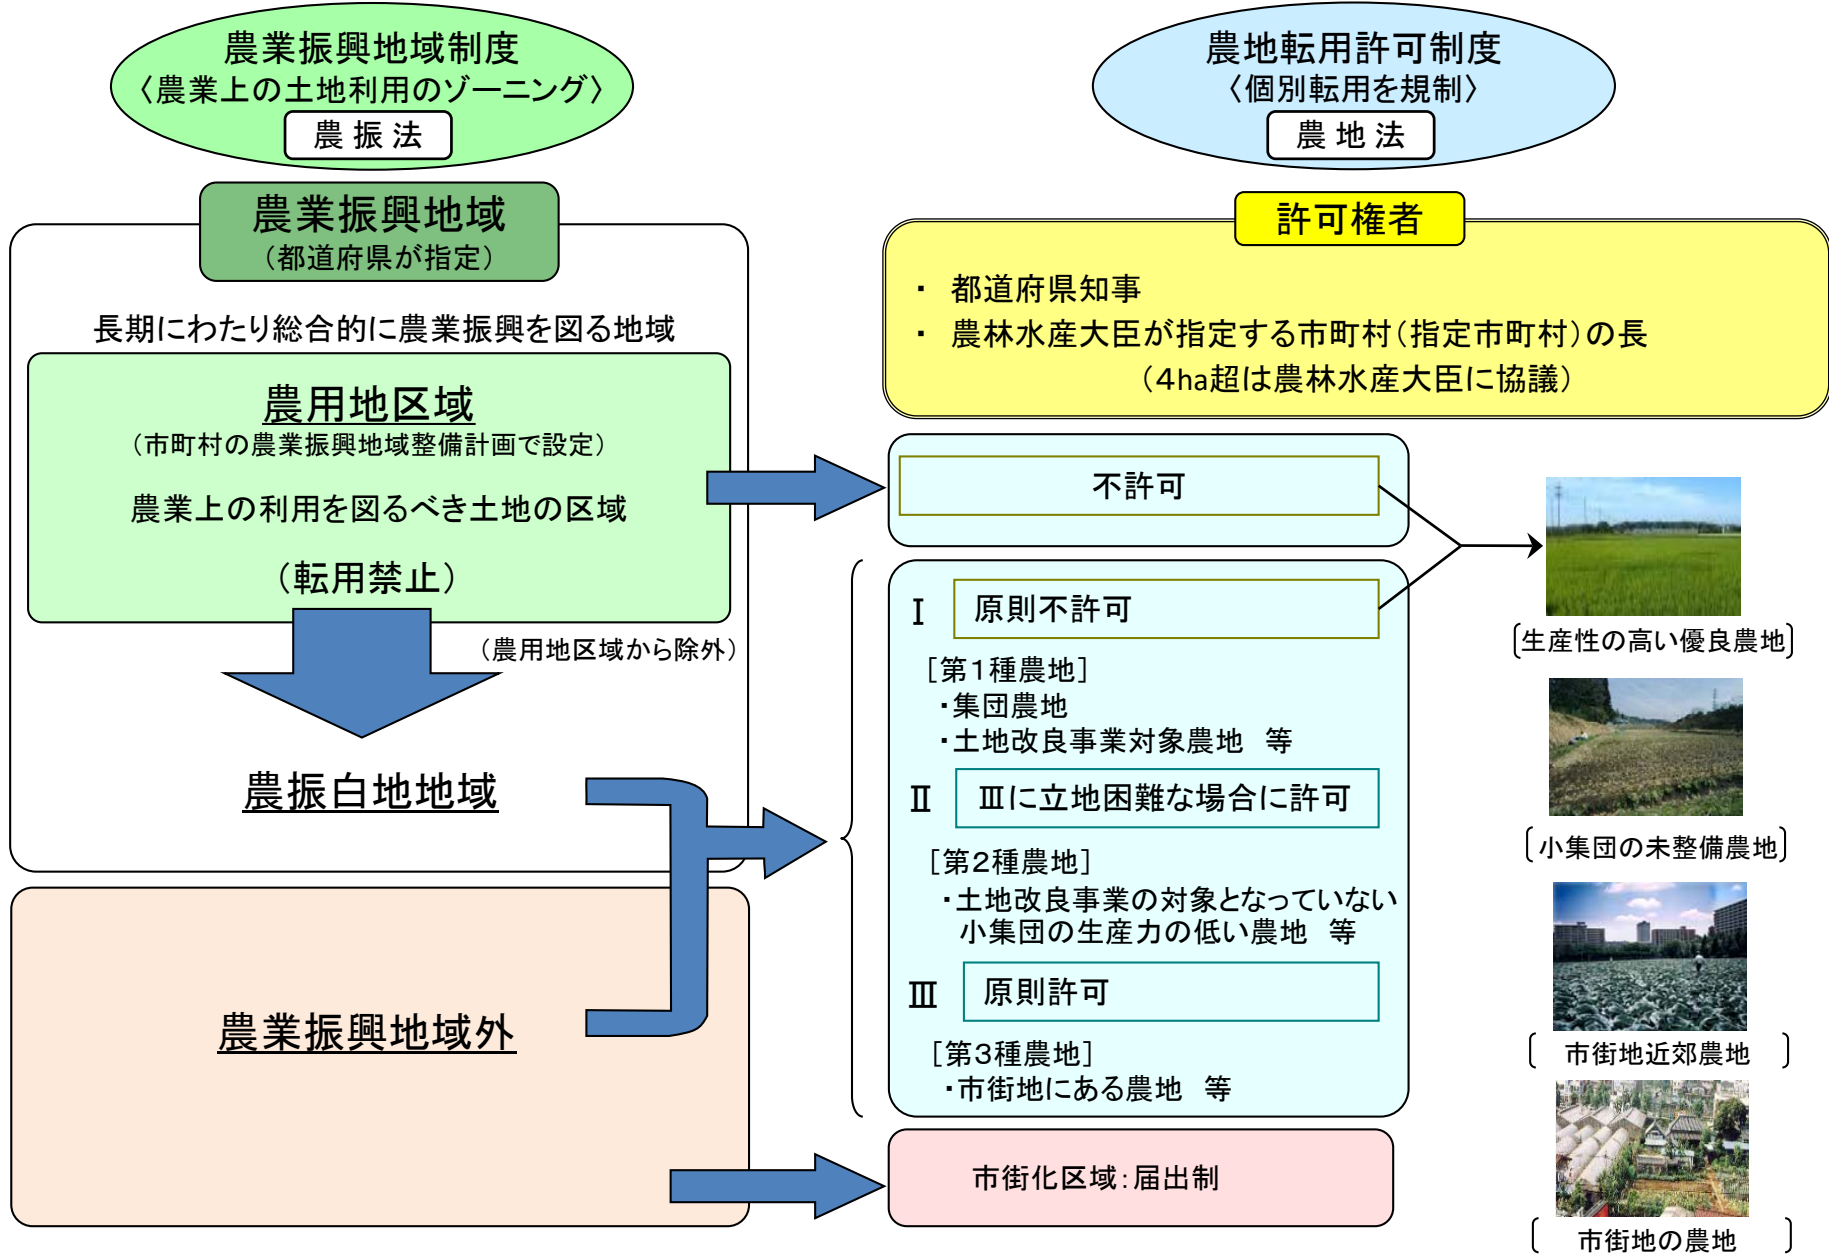 農業振興地域制度
〈農業上の土地利用のゾーニング〉
農 振 法
農業振興地域
（都道府県が指定）
長期にわたり総合的に農業振興を図る地域
農用地区域
（市町村の農業振興地域整備計画で設定）
農業上の利用を図るべき土地の区域
（転用禁止）
（農用地区域から除外）
農振白地地域
農業振興地域外
農地転用許可制度
〈個別転用を規制〉
農 地 法
許可権者
・ 都道府県知事
・ 農林水産大臣が指定する市町村（指定市町村）の長
（４ha超は農林水産大臣に協議）
不許可
Ⅰ 原則不許可
［第１種農地］
・集団農地
・土地改良事業対象農地 等
Ⅱ Ⅲに立地困難な場合に許可
［第２種農地］
・土地改良事業の対象となっていない
小集団の生産力の低い農地 等
Ⅲ 原則許可
［第３種農地］
・市街地にある農地 等
市街化区域：届出制
〔生産性の高い優良農地〕
〔小集団の未整備農地〕
〔 市街地近郊農地 〕
〔 市街地の農地 〕